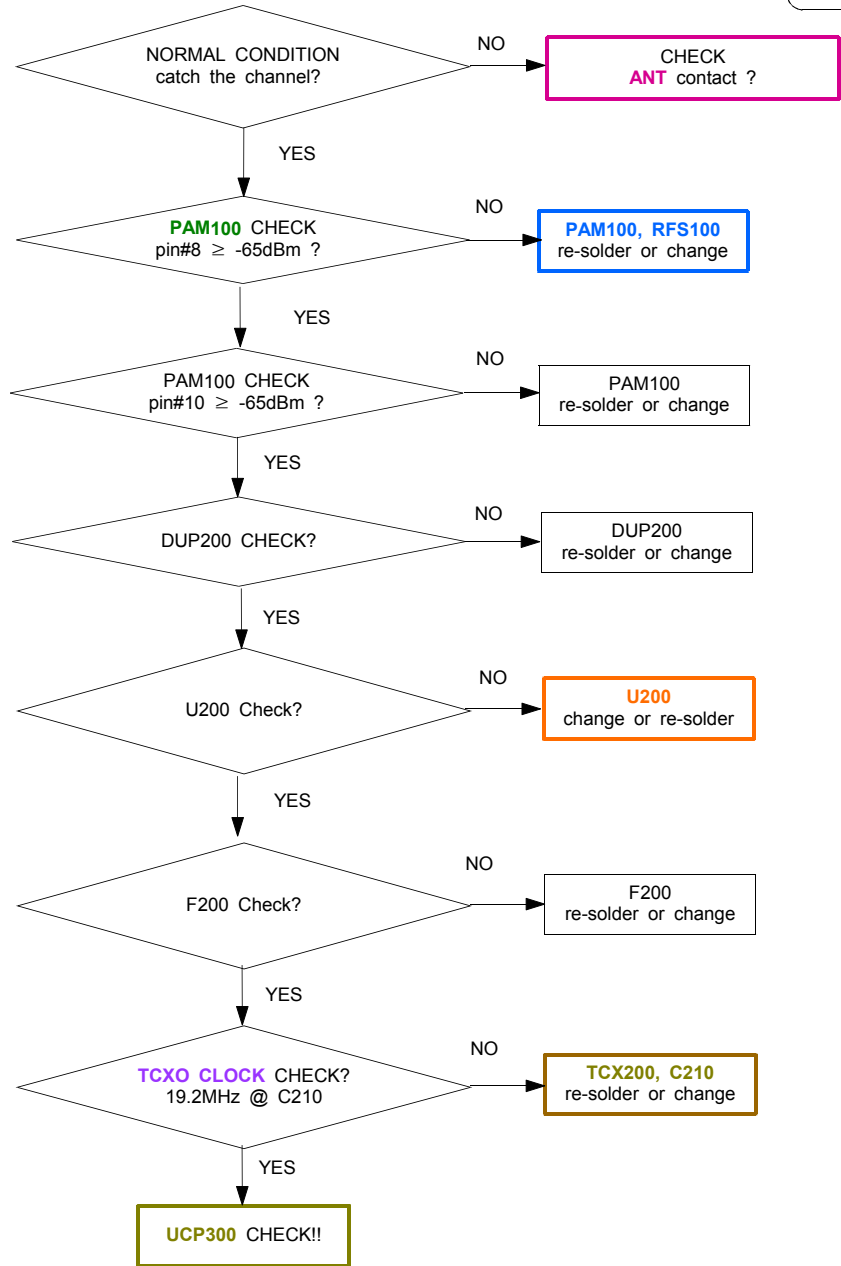 NORMAL CONDITION
catch the channel?
NO
CHECK
ANT contact ?
YES
PAM100 CHECK
pin#8 ≥ -65dBm ?
NO
PAM100, RFS100
re-solder or change
YES
PAM100 CHECK
pin#10 ≥ -65dBm ?
NO
PAM100
re-solder or change
YES
DUP200 CHECK?
NO
DUP200
re-solder or change
YES
U200 Check?
NO
U200
change or re-solder
YES
F200 Check?
NO
F200
re-solder or change
YES
TCXO CLOCK CHECK?
19.2MHz @ C210
NO
TCX200, C210
re-solder or change
YES
UCP300 CHECK!!